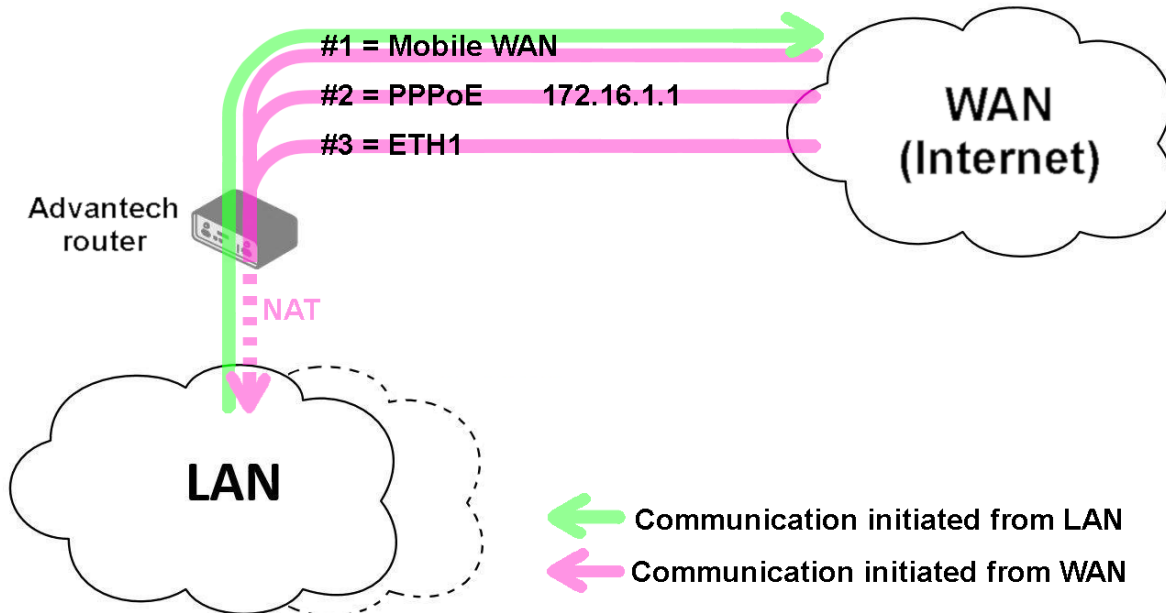 #1 = Mobile WAN
#2 = PPPoE 172.16.1.1
#3 = ETH1
WAN
(Internet)
Advantech
router
NAT
LAN
Communication initiated from LAN
Communication initiated from WAN